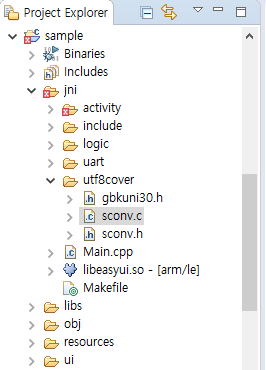 Project Explorer
sample
Binaries
Includes
jni
activity
include
logic
uart
utf8cover
gbkuni30.h
sconv.c
sconv.h
Main.cpp
libeasyui.so - [arm/le]
Makefile
libs
obj
resources
ui